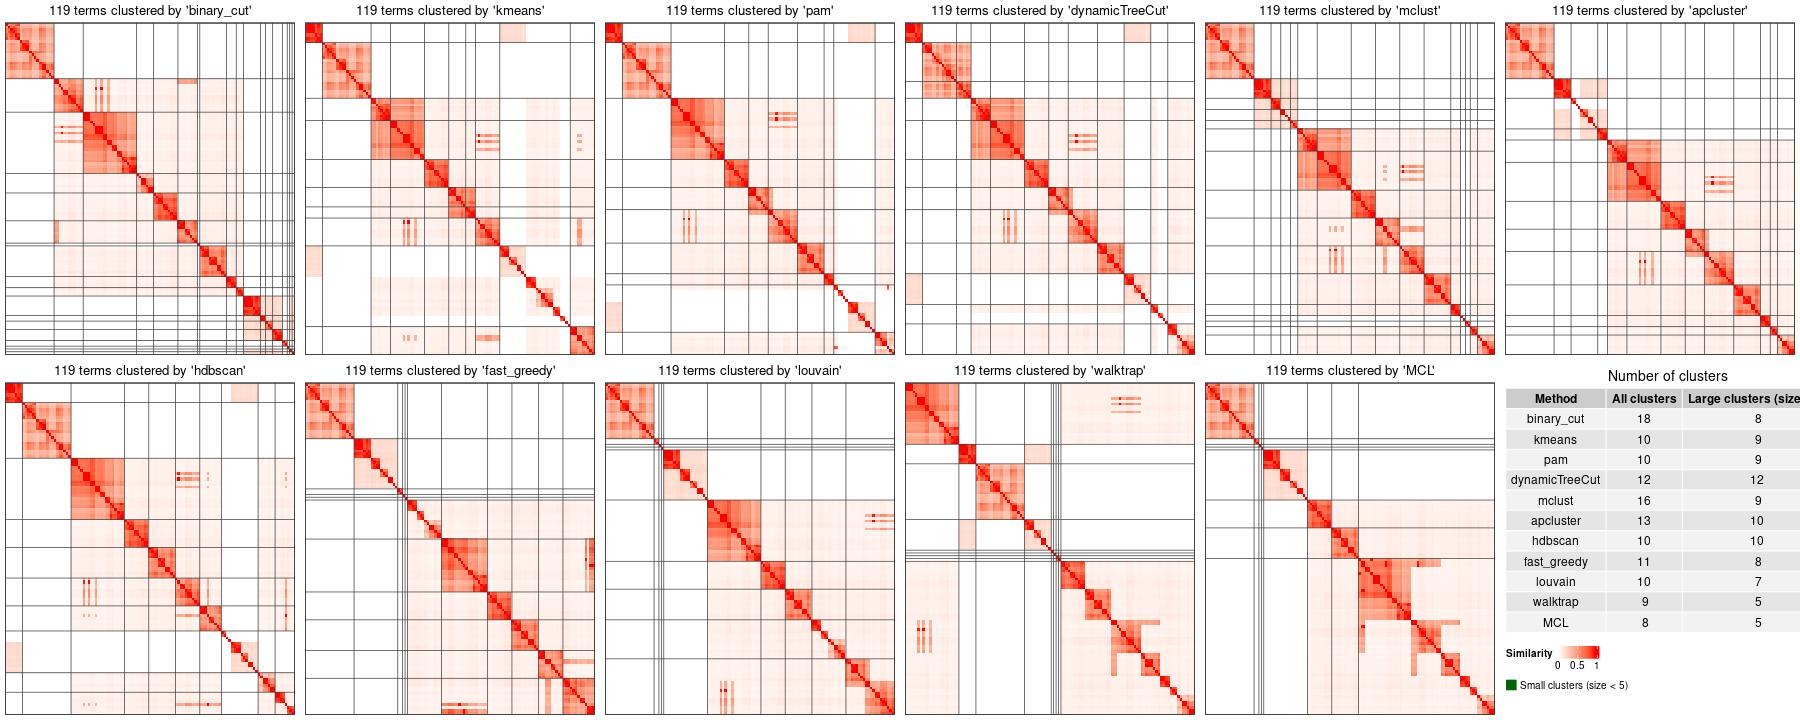 119 terms clustered by 'binary_cut'
119 terms clustered by 'kmeans'
119 terms clustered by 'pam'
119 terms clustered by 'dynamicTreeCut'
119 terms clustered by 'mclust'
119 terms clustered by 'apcluster'
119 terms clustered by 'hdbscan'
119 terms clustered by 'fast_greedy'
119 terms clustered by 'louvain'
119 terms clustered by 'walktrap'
119 terms clustered by 'MCL'
Number of clusters
Method All clusters Large clusters (size
binary_cut 18 8
kmeans 10 9
pam 10 9
dynamicTreeCut 12 12
mclust 16 9
apcluster 13 10
hdbscan 10 10
fast_greedy 11 8
louvain 10 7
walktrap 9 5
MCL 8 5
Similarity
0 0.5 1
Small clusters (size < 5)